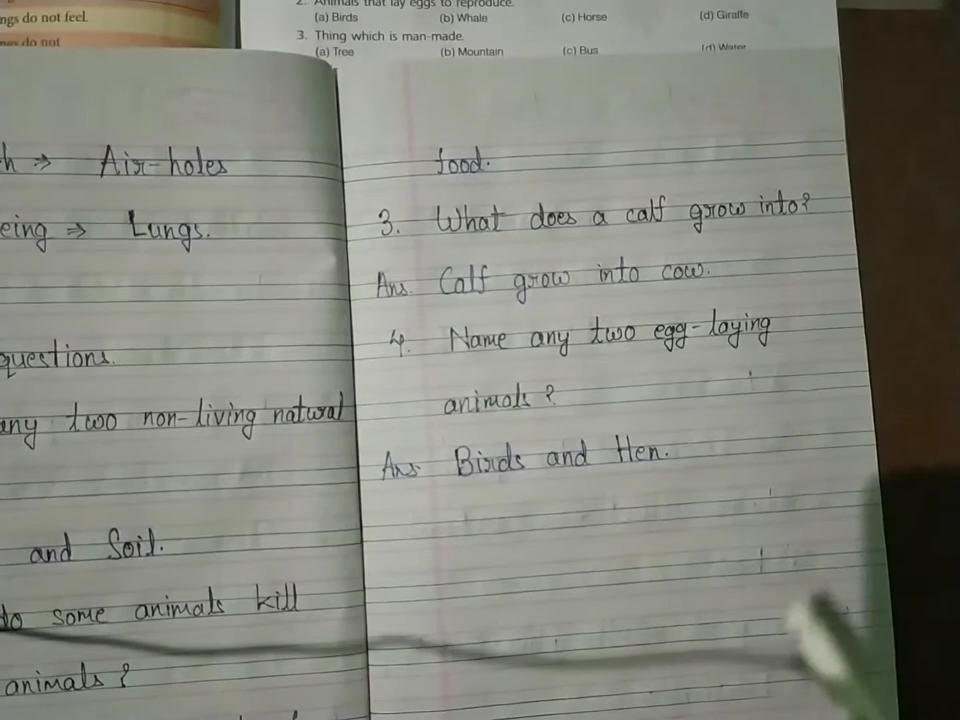 ngs do not feel.
do not
2. Animals that lay eggs to reproduce.
(a) Birds (b) Whale (c) Horse (d) Giraffe
3. Thing which is man-made.
(a) Tree (b) Mountain (c) Bus (d) Water
h ⇒ Air-holes
eing ⇒ Lungs.
questions.
any two non-living natural
and Soil.
do some animals kill
animals?
food.
3. What does a calf grow into?
Ans. Calf grow into cow.
4. Name any two egg-laying
animals?
Ans Birds and Hen.